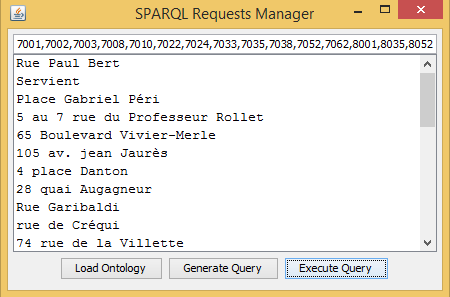 SPARQL Requests Manager
7001,7002,7003,7008,7010,7022,7024,7033,7035,7038,7052,7062,8001,8035,8052
Rue Paul Bert
Servient
Place Gabriel Péri
5 au 7 rue du Professeur Rollet
65 Boulevard Vivier-Merle
105 av. jean Jaurès
4 place Danton
28 quai Augagneur
Rue Garibaldi
rue de Créqui
74 rue de la Villette
Load Ontology Generate Query Execute Query